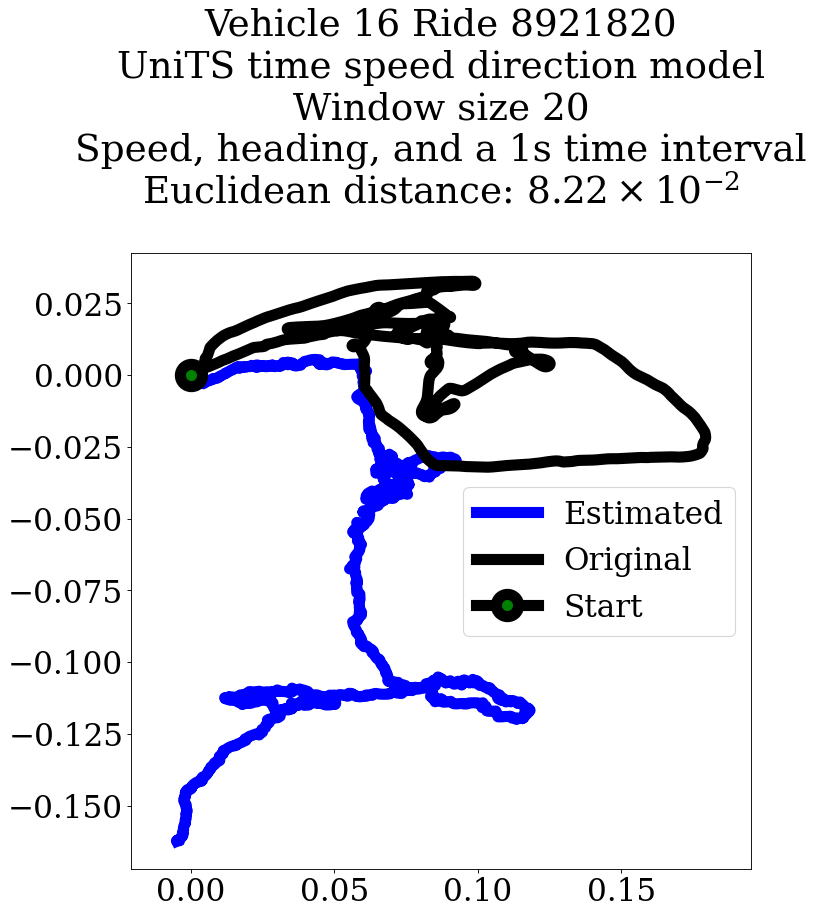 Vehicle 16 Ride 8921820
UniTS time speed direction model
Window size 20
Speed, heading, and a 1s time interval
Euclidean distance: 8.22 × 10⁻²
0.025
0.000
−0.025
−0.050
−0.075
−0.100
−0.125
−0.150
Estimated
Original
Start
0.00 0.05 0.10 0.15